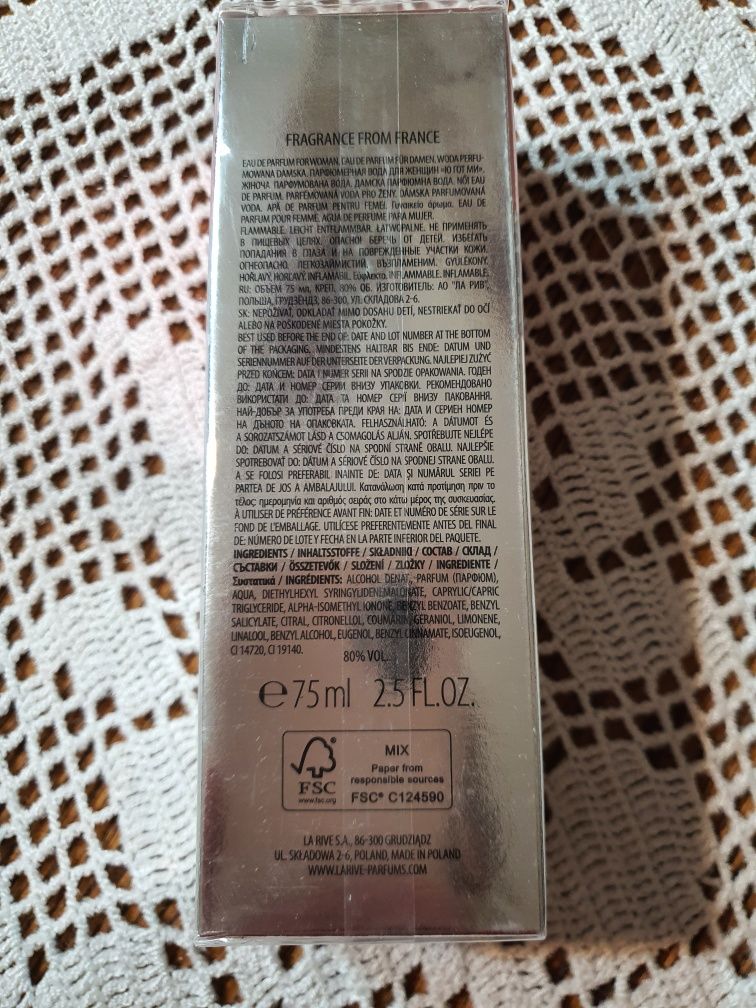 FRAGRANCE FROM FRANCE
EAU DE PARFUM FOR WOMAN, EAU DE PARFUM FÜR DAMEN, WODA PERFU-
MOWANA DAMSKA, ПАРФЮМЕРНАЯ ВОДА ДЛЯ ЖЕНЩИН «Ю ГОТ МИ»,
ЖІНОЧА ПАРФУМОВАНА ВОДА, ДАМСКА ПАРФЮМНА ВОДА, NŐI EAU
DE PARFUM, PARFÉMOVANÁ VODA PRO ŽENY, DÁMSKA PARFUMOVANÁ
VODA, APĂ DE PARFUM PENTRU FEMEI, Γυναικείο άρωμα, EAU DE
PARFUM POUR FEMME, AGUA DE PERFUME PARA MUJER.
FLAMMABLE. LEICHT ENTFLAMMBAR. ŁATWOPALNE. НЕ ПРИМЕНЯТЬ
В ПИЩЕВЫХ ЦЕЛЯХ. ОПАСНО! БЕРЕЧЬ ОТ ДЕТЕЙ. ИЗБЕГАТЬ
ПОПАДАНИЯ В ГЛАЗА И НА ПОВРЕЖДЕННЫЕ УЧАСТКИ КОЖИ.
ОГНЕОПАСНО. ЛЕГКОЗАЙМИСТИЙ. ВЪЗПЛАМЕНИМ. GYÚLÉKONY.
HOŘLAVÝ. HORĽAVÝ. INFLAMABIL. Εύφλεκτο. INFLAMMABLE. INFLAMABLE.
RU: ОБЪЕМ 75 мл, КРЕП. 80% ОБ. ИЗГОТОВИТЕЛЬ: АО "ЛА РИВ",
ПОЛЬША, ГРУДЗЁНДЗ, 86-300, УЛ. СКЛАДОВА 2-6.
SK: NEPOŽÍVAŤ, ODKLADAŤ MIMO DOSAHU DETÍ, NESTRIEKAŤ DO OČÍ
ALEBO NA POŠKODENÉ MIESTA POKOŽKY.
BEST USED BEFORE THE END OF: DATE AND LOT NUMBER AT THE BOTTOM
OF THE PACKAGING. MINDESTENS HALTBAR BIS ENDE: DATUM UND
SERIENNUMMER AUF DER UNTERSEITE DER VERPACKUNG. NAJLEPIEJ ZUŻYĆ
PRZED KOŃCEM: DATA I NUMER SERII NA SPODZIE OPAKOWANIA. ГОДЕН
ДО: ДАТА И НОМЕР СЕРИИ ВНИЗУ УПАКОВКИ. РЕКОМЕНДОВАНО
ВИКОРИСТАТИ ДО: ДАТА ТА НОМЕР СЕРІЇ ВНИЗУ ПАКОВАННЯ.
НАЙ-ДОБЪР ЗА УПОТРЕБА ПРЕДИ КРАЯ НА: ДАТА И СЕРИЕН НОМЕР
НА ДЪНОТО НА ОПАКОВКАТА. FELHASZNÁLHATÓ: A DÁTUMOT ÉS
A SOROZATSZÁMOT LÁSD A CSOMAGOLÁS ALJÁN. SPOTŘEBUJTE NEJLÉPE
DO: DATUM A SÉRIOVÉ ČÍSLO NA SPODNÍ STRANĚ OBALU. NAJLEPŠIE
SPOTREBOVAŤ DO: DÁTUM A SÉRIOVÉ ČÍSLO NA SPODNEJ STRANE OBALU.
A SE FOLOSI PREFERABIL INAINTE DE: DATA ȘI NUMĂRUL SERIEI PE
PARTEA DE JOS A AMBALAJULUI. Κατανάλωση κατά προτίμηση πριν το
τέλος: ημερομηνία και αριθμός σειράς στο κάτω μέρος της συσκευασίας.
À UTILISER DE PRÉFÉRENCE AVANT FIN: DATE ET NUMÉRO DE SÉRIE SUR LE
FOND DE L'EMBALLAGE. UTILÍCESE PREFERENTEMENTE ANTES DEL FINAL
DE: NÚMERO DE LOTE Y FECHA EN LA PARTE INFERIOR DEL PAQUETE.
INGREDIENTS / INHALTSSTOFFE / SKŁADNIKI / СОСТАВ / СКЛАД /
СЪСТАВКИ / ÖSSZETEVŐK / SLOŽENÍ / ZLOŽKY / INGREDIENTE /
Συστατικά / INGRÉDIENTS: ALCOHOL DENAT., PARFUM (ПАРФЮМ),
AQUA, DIETHYLHEXYL SYRINGYLIDENEMALONATE, CAPRYLIC/CAPRIC
TRIGLYCERIDE, ALPHA-ISOMETHYL IONONE, BENZYL BENZOATE, BENZYL
SALICYLATE, CITRAL, CITRONELLOL, COUMARIN, GERANIOL, LIMONENE,
LINALOOL, BENZYL ALCOHOL, EUGENOL, BENZYL CINNAMATE, ISOEUGENOL,
CI 14720, CI 19140.
80% VOL.
℮75 ml 2.5 FL.OZ.
FSC
www.fsc.org
MIX
Paper from
responsible sources
FSC® C124590
LA RIVE S.A., 86-300 GRUDZIĄDZ
UL. SKŁADOWA 2-6, POLAND, MADE IN POLAND
WWW.LARIVE-PARFUMS.COM